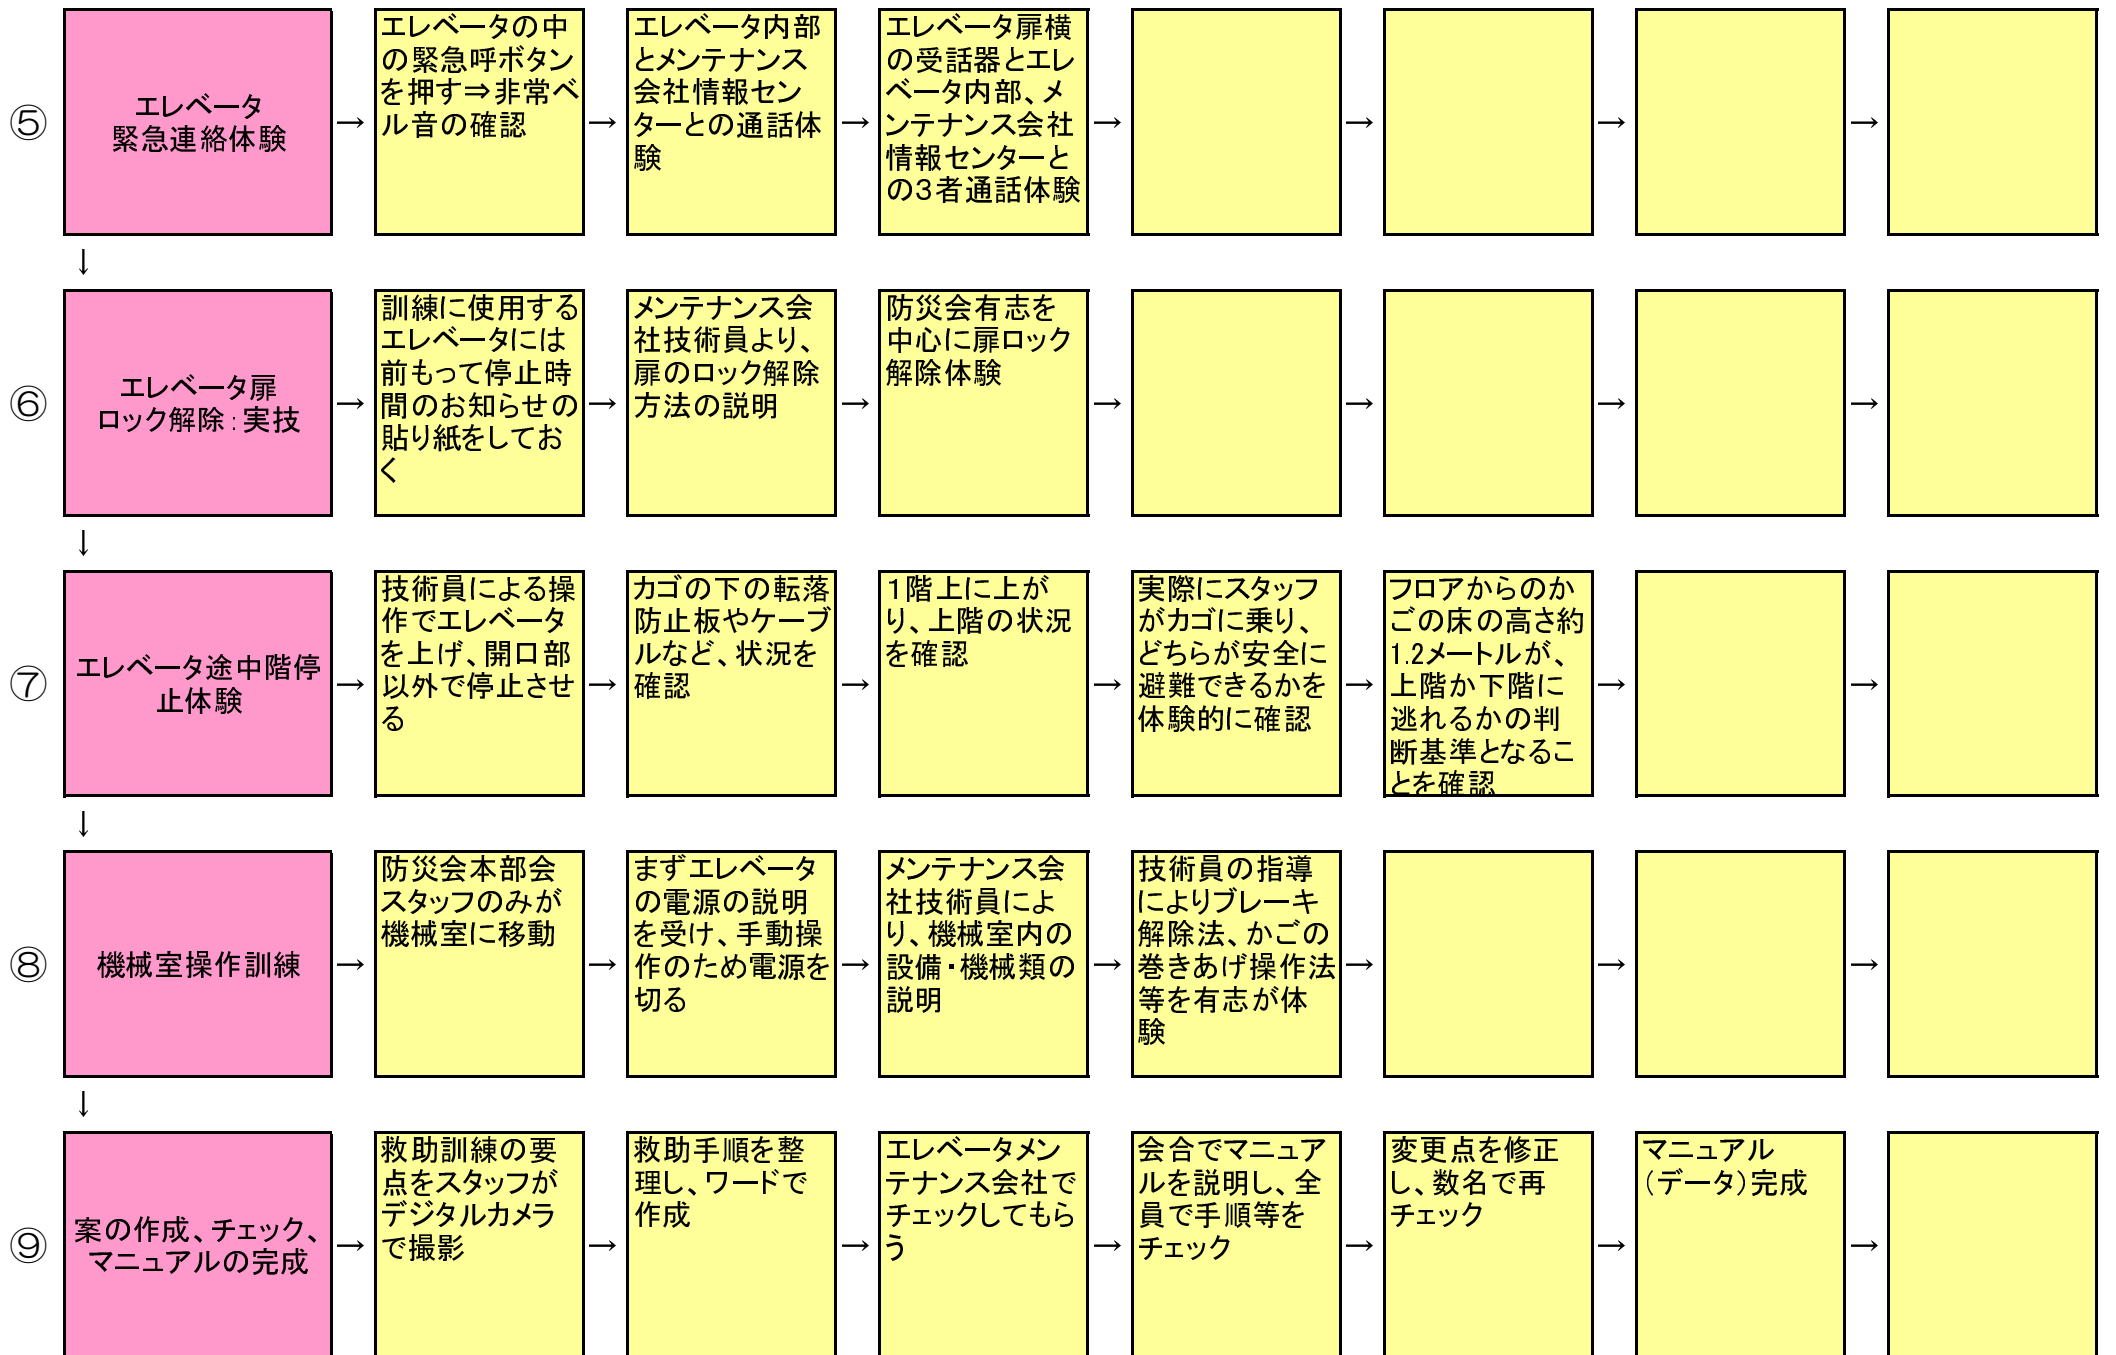 ⑤
エレベータ
緊急連絡体験
→
エレベータの中
の緊急呼ボタン
を押す⇒非常ベ
ル音の確認
→
エレベータ内部
とメンテナンス
会社情報セン
ターとの通話体
験
→
エレベータ扉横
の受話器とエレ
ベータ内部、メ
ンテナンス会社
情報センターと
の3者通話体験
→
→
→
→
↓
⑥
エレベータ扉
ロック解除：実技
→
訓練に使用する
エレベータには
前もって停止時
間のお知らせの
貼り紙をしてお
く
→
メンテナンス会
社技術員より、
扉のロック解除
方法の説明
→
防災会有志を
中心に扉ロック
解除体験
→
→
→
→
↓
⑦
エレベータ途中階停
止体験
→
技術員による操
作でエレベータ
を上げ、開口部
以外で停止させ
る
→
カゴの下の転落
防止板やケーブ
ルなど、状況を
確認
→
１階上に上が
り、上階の状況
を確認
→
実際にスタッフ
がカゴに乗り、
どちらが安全に
避難できるかを
体験的に確認
→
フロアからのか
ごの床の高さ約
1.2メートルが、
上階か下階に
逃れるかの判
断基準となるこ
とを確認
→
→
↓
⑧
機械室操作訓練
→
防災会本部会
スタッフのみが
機械室に移動
→
まずエレベータ
の電源の説明
を受け、手動操
作のため電源を
切る
→
メンテナンス会
社技術員によ
り、機械室内の
設備・機械類の
説明
→
技術員の指導
によりブレーキ
解除法、かごの
巻きあげ操作法
等を有志が体
験
→
→
→
↓
⑨
案の作成、チェック、
マニュアルの完成
→
救助訓練の要
点をスタッフが
デジタルカメラ
で撮影
→
救助手順を整
理し、ワードで
作成
→
エレベータメン
テナンス会社で
チェックしてもら
う
→
会合でマニュア
ルを説明し、全
員で手順等を
チェック
→
変更点を修正
し、数名で再
チェック
→
マニュアル
（データ）完成
→